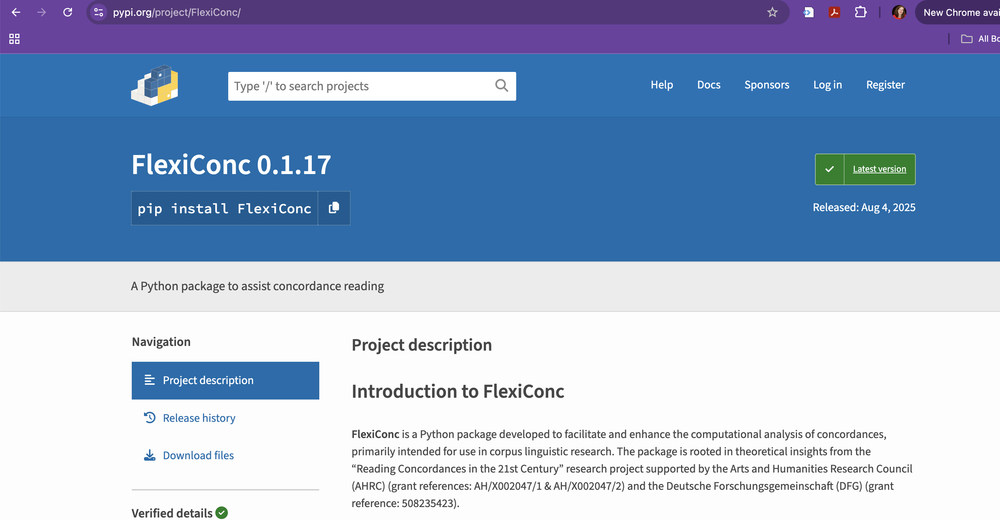 pypi.org/project/FlexiConc/
New Chrome avai
All Bo
Type '/' to search projects
Help Docs Sponsors Log in Register
FlexiConc 0.1.17
Latest version
pip install FlexiConc
Released: Aug 4, 2025
A Python package to assist concordance reading
Navigation
Project description
Release history
Download files
Verified details
Project description
Introduction to FlexiConc
FlexiConc is a Python package developed to facilitate and enhance the computational analysis of concordances,
primarily intended for use in corpus linguistic research. The package is rooted in theoretical insights from the
“Reading Concordances in the 21st Century” research project supported by the Arts and Humanities Research Council
(AHRC) (grant references: AH/X002047/1 & AH/X002047/2) and the Deutsche Forschungsgemeinschaft (DFG) (grant
reference: 508235423).